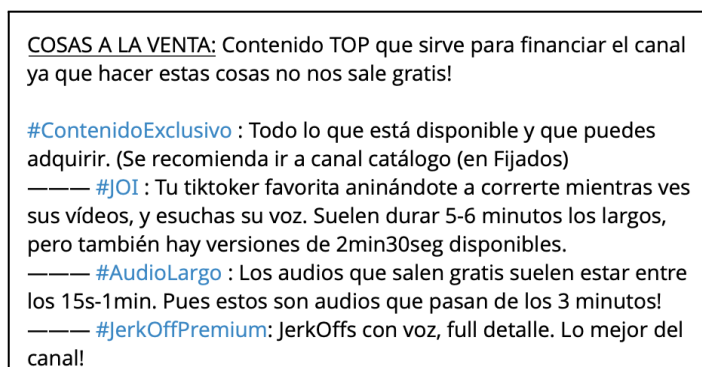 COSAS A LA VENTA: Contenido TOP que sirve para financiar el canal
ya que hacer estas cosas no nos sale gratis!
#ContenidoExclusivo : Todo lo que está disponible y que puedes
adquirir. (Se recomienda ir a canal catálogo (en Fijados)
——— #JOI : Tu tiktoker favorita aninándote a correrte mientras ves
sus vídeos, y esuchas su voz. Suelen durar 5-6 minutos los largos,
pero también hay versiones de 2min30seg disponibles.
——— #AudioLargo : Los audios que salen gratis suelen estar entre
los 15s-1min. Pues estos son audios que pasan de los 3 minutos!
——— #JerkOffPremium: JerkOffs con voz, full detalle. Lo mejor del
canal!